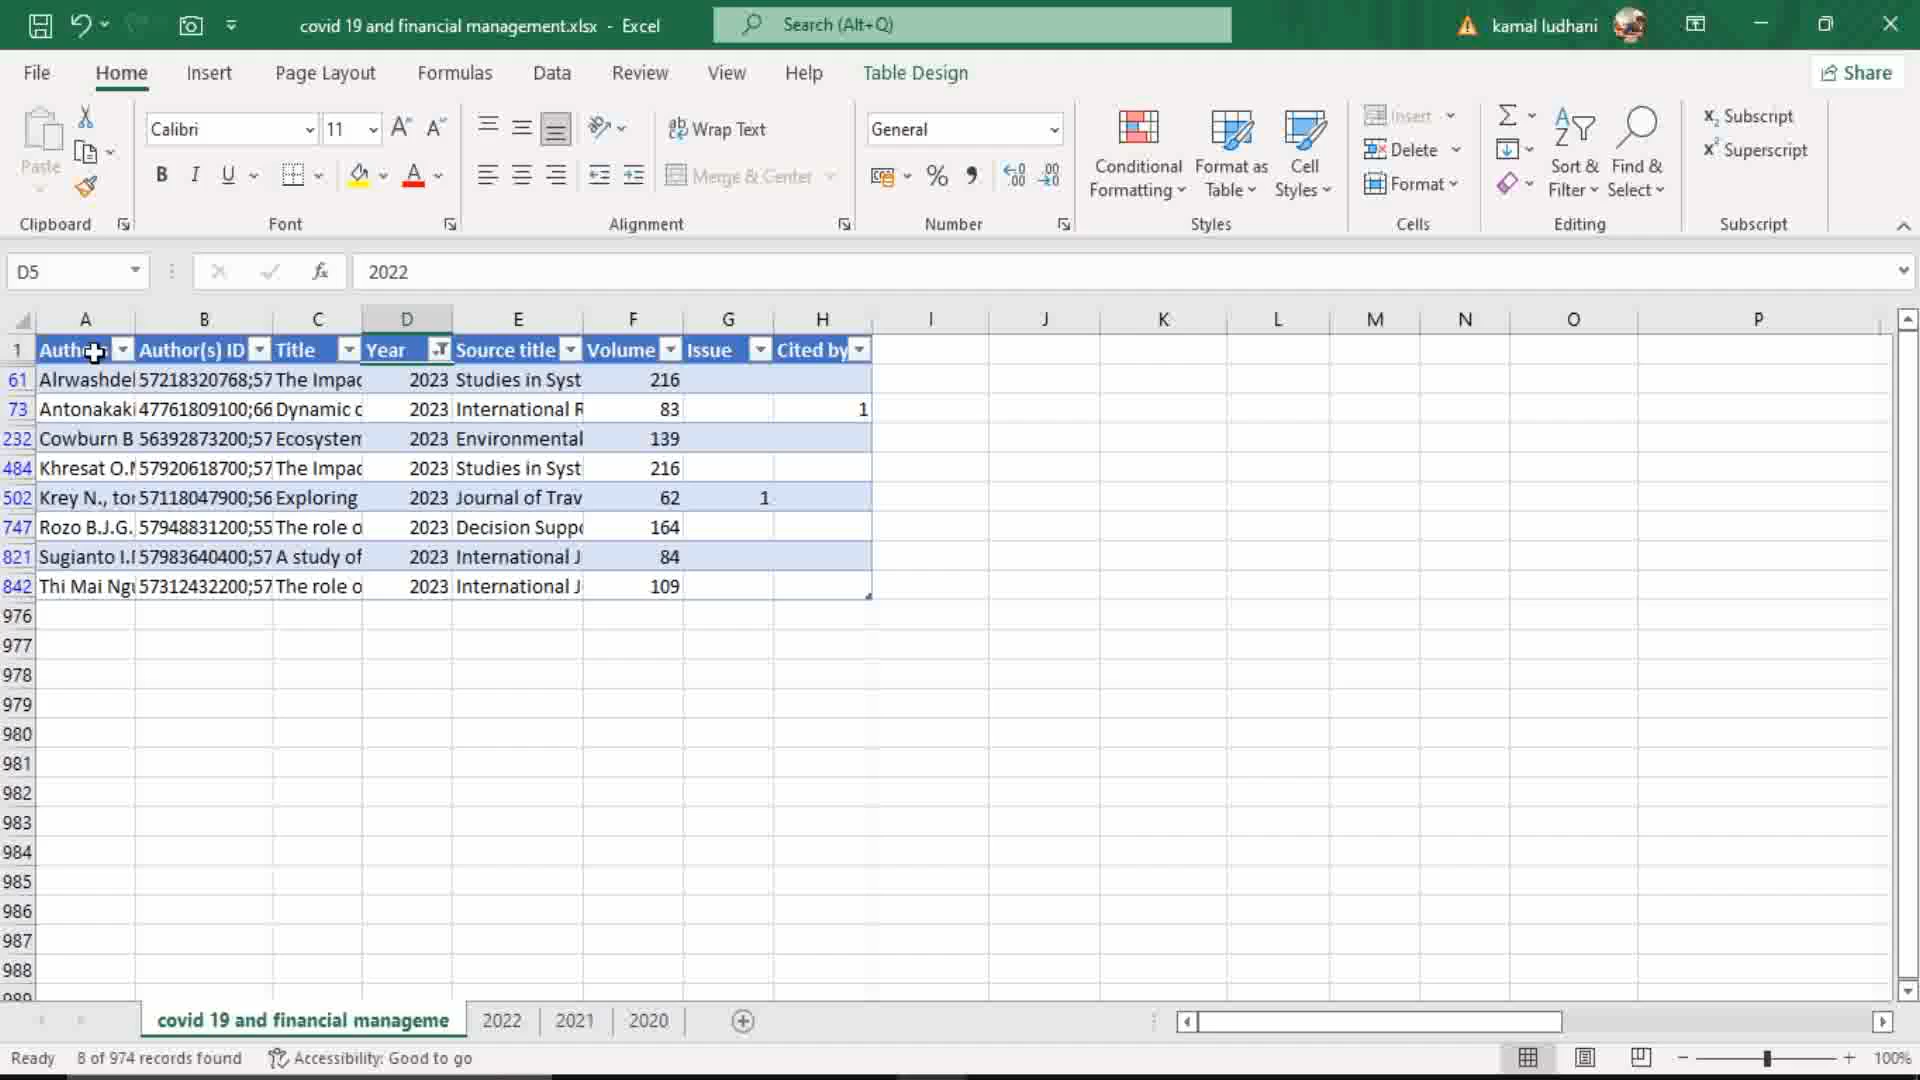 covid 19 and financial management.xlsx - Excel
Search (Alt+Q)
kamal ludhani
File Home Insert Page Layout Formulas Data Review View Help Table Design
Share
Paste
Calibri 11
B I U
Wrap Text
Merge & Center
General
Conditional Formatting
Format as Table
Cell Styles
Insert
Delete
Format
Sort & Filter
Find & Select
Subscript
Superscript
Clipboard Font Alignment Number Styles Cells Editing Subscript
D5 fx 2022
A B C D E F G H I J K L M N O P
1 Autho Author(s) ID Title Year Source title Volume Issue Cited by
61 Alrwashdel 57218320768;57 The Impac 2023 Studies in Syst 216
73 Antonakaki 47761809100;66 Dynamic c 2023 International R 83 1
232 Cowburn B 56392873200;57 Ecosystem 2023 Environmental 139
484 Khresat O.M 57920618700;57 The Impac 2023 Studies in Syst 216
502 Krey N., tor 57118047900;56 Exploring 2023 Journal of Trav 62 1
747 Rozo B.J.G. 57948831200;55 The role o 2023 Decision Suppo 164
821 Sugianto I.I 57983640400;57 A study of 2023 International J 84
842 Thi Mai Ngu 57312432200;57 The role o 2023 International J 109
976
977
978
979
980
981
982
983
984
985
986
987
988
989
covid 19 and financial manageme 2022 2021 2020
Ready 8 of 974 records found Accessibility: Good to go 100%